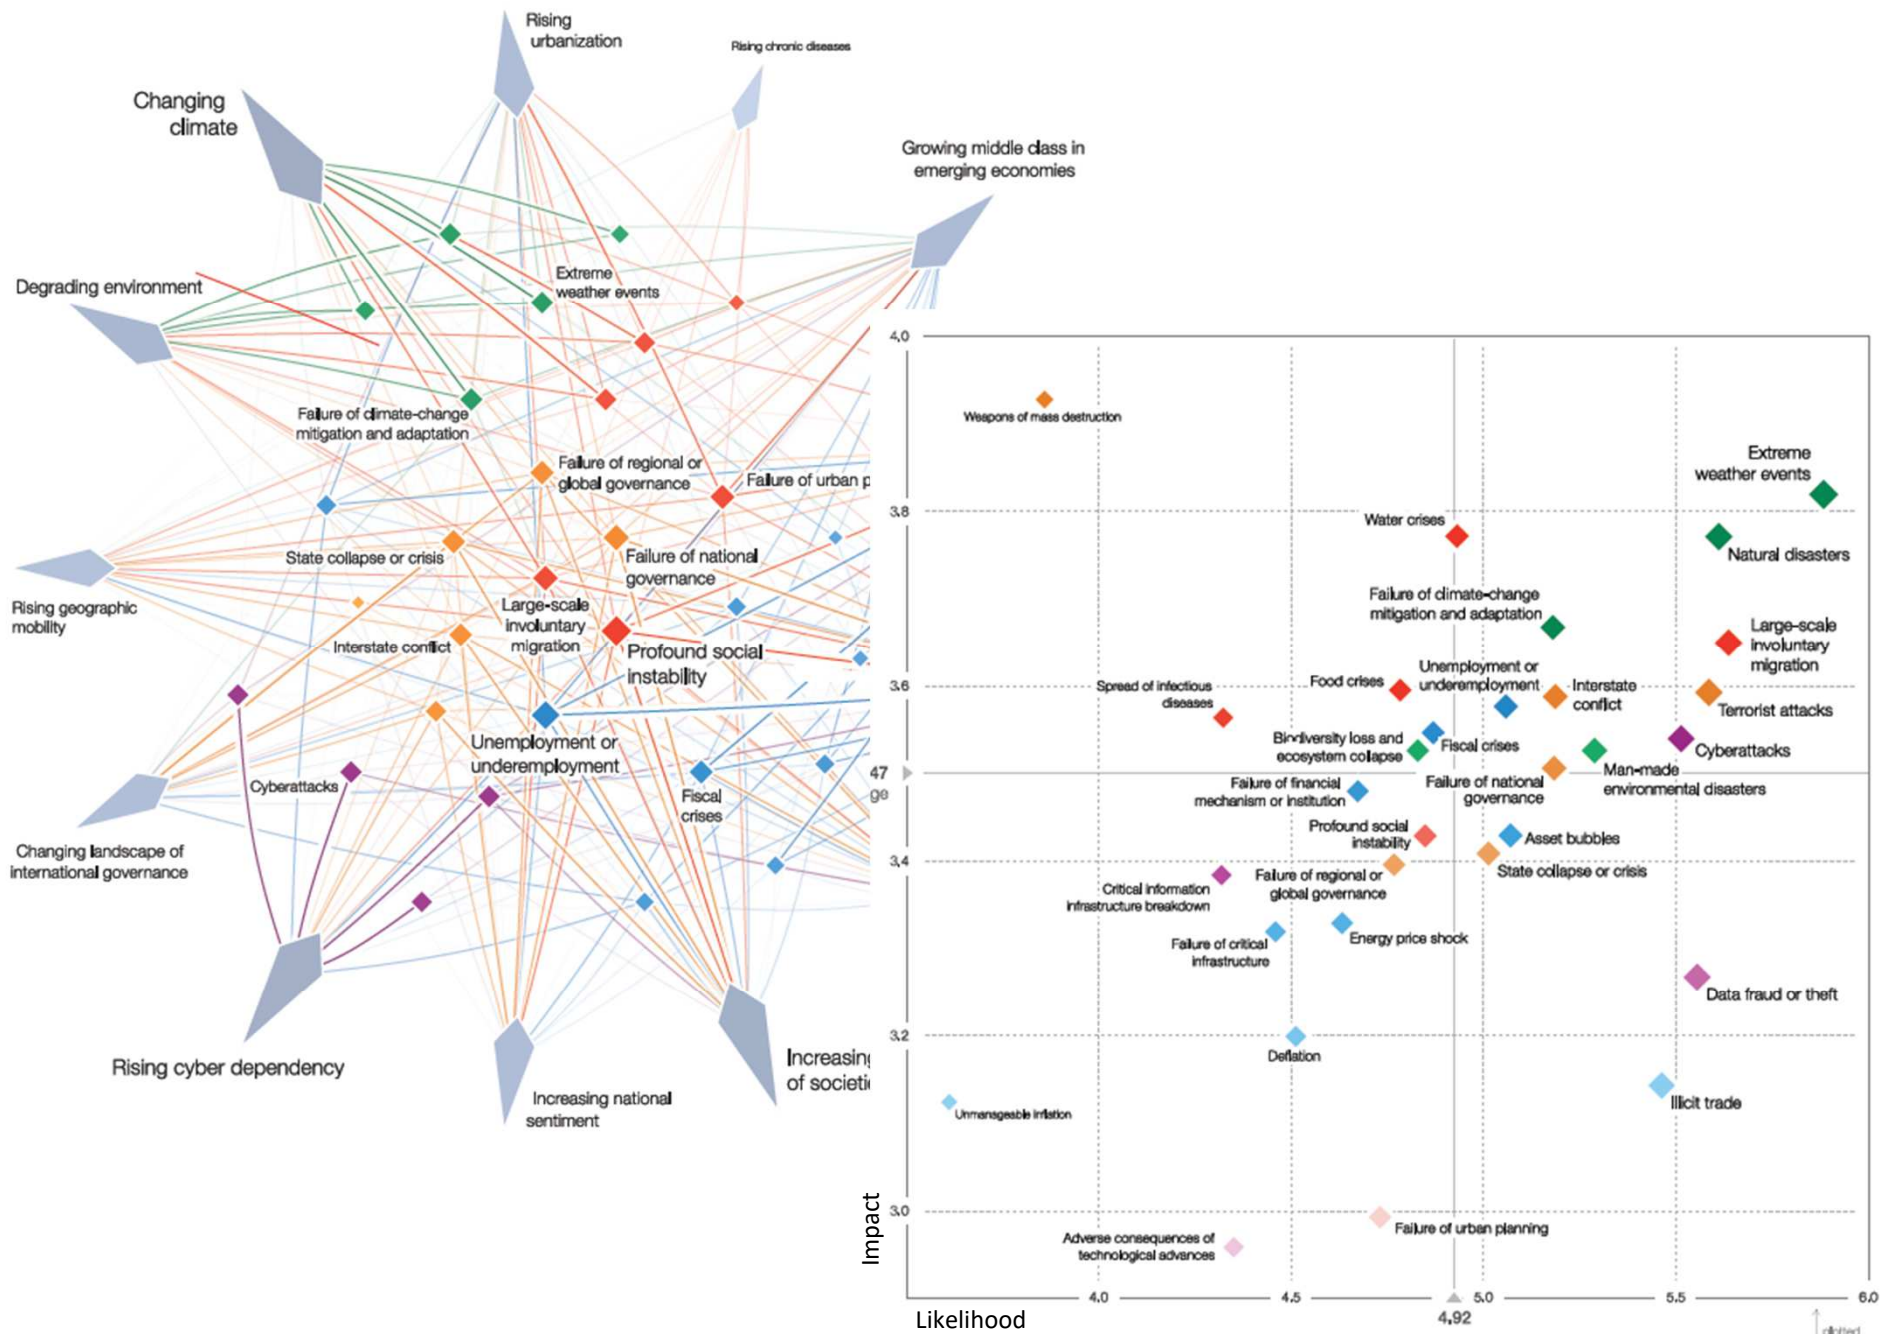 Rising
urbanization
Rising chronic diseases
Changing
climate
Growing middle class in
emerging economies
Degrading environment
Extreme
weather events
Failure of climate-change
mitigation and adaptation
Failure of regional or
global governance
Failure of urban p
State collapse or crisis
Failure of national
governance
Large-scale
involuntary
migration
Rising geographic
mobility
Interstate conflict
Profound social
instability
Unemployment or
underemployment
Cyberattacks
Fiscal
crises
Changing landscape of
international governance
Rising cyber dependency
Increasing national
sentiment
Increasing
of societi
4.0
Weapons of mass destruction
Extreme
weather events
3.8
Water crises
Natural disasters
Failure of climate-change
mitigation and adaptation
Large-scale
involuntary
migration
Unemployment or
underemployment
3.6
Spread of infectious
diseases
Food crises
Interstate
conflict
Terrorist attacks
Biodiversity loss and
ecosystem collapse
Fiscal crises
Cyberattacks
47
ge
Man-made
environmental disasters
Failure of financial
mechanism or institution
Failure of national
governance
Profound social
instability
Asset bubbles
3.4
State collapse or crisis
Failure of regional or
global governance
Critical information
infrastructure breakdown
Failure of critical
infrastructure
Energy price shock
Data fraud or theft
3.2
Deflation
Illicit trade
Unmanageable inflation
3.0
Failure of urban planning
Adverse consequences of
technological advances
Impact
4.0
4.5
5.0
5.5
6.0
4.92
Likelihood
plotted